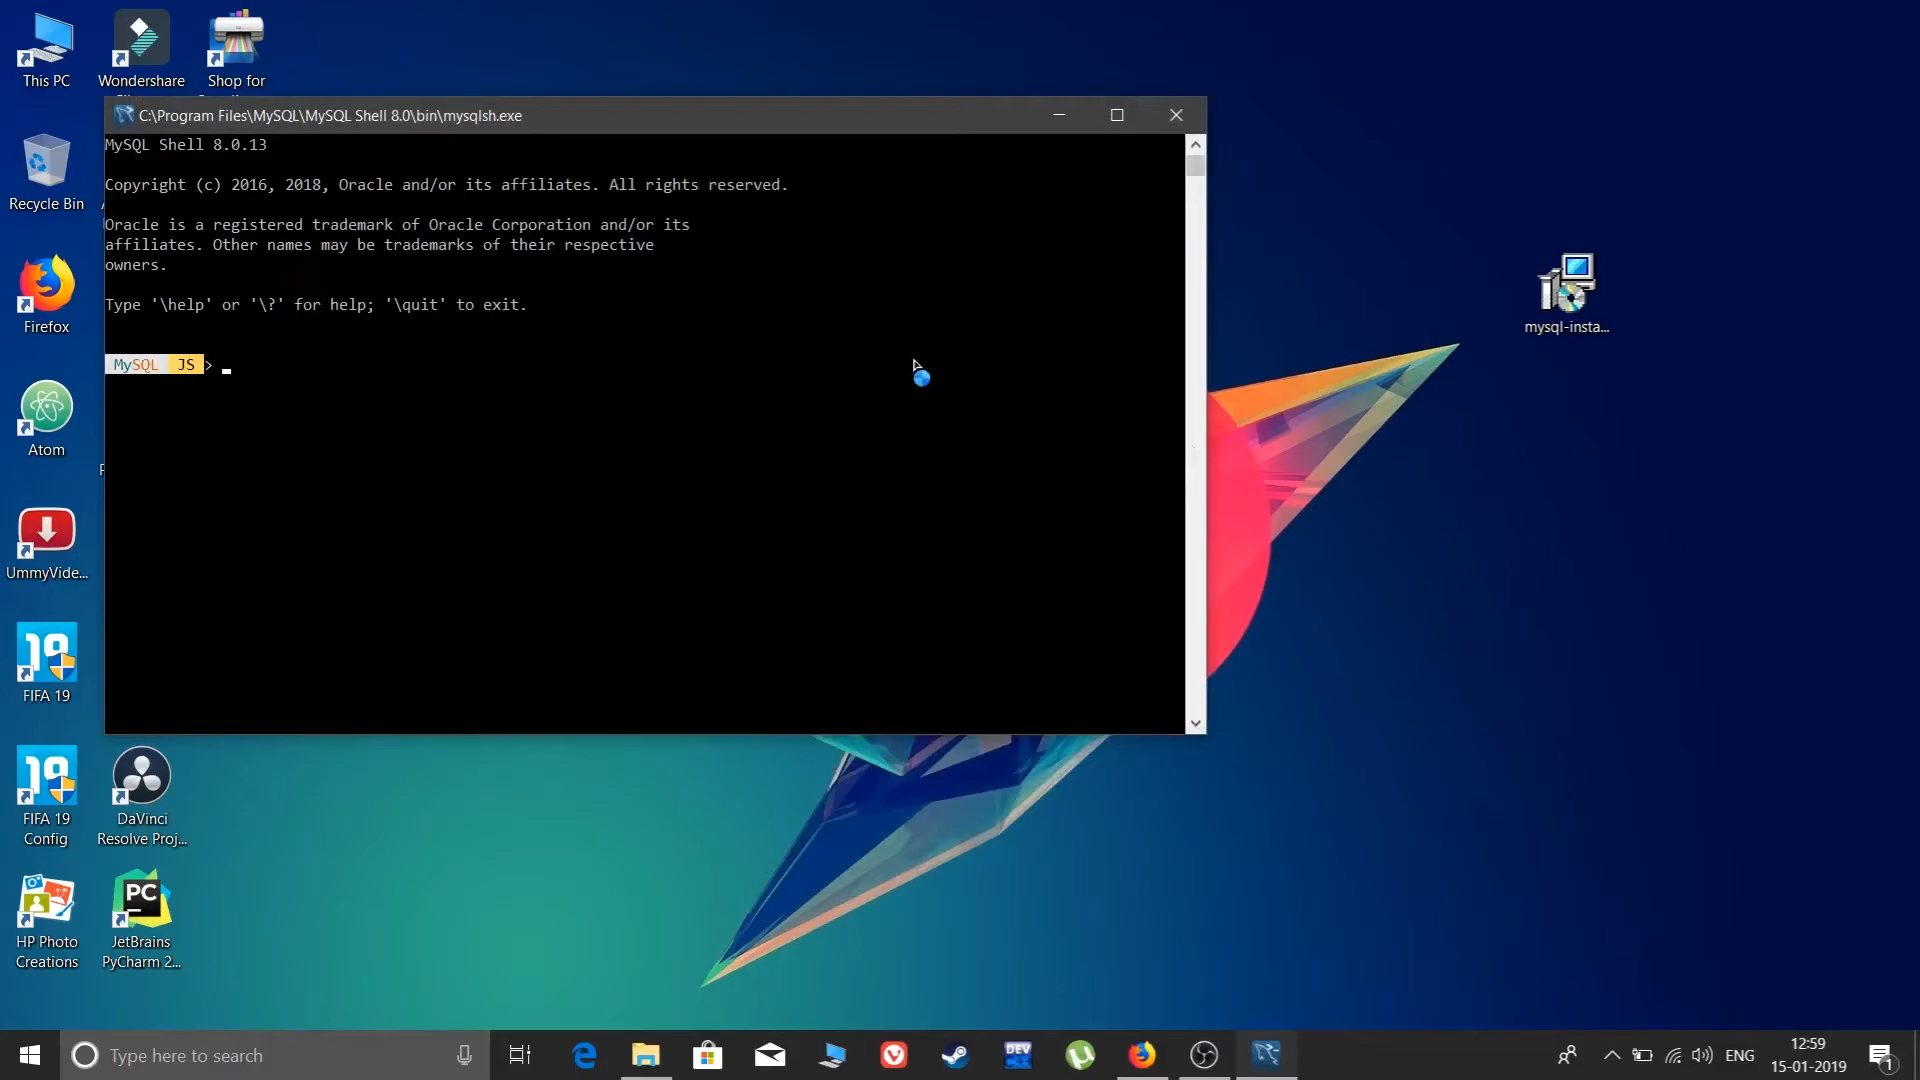 This PC
Wondershare
Shop for
Recycle Bin
Firefox
Atom
UmmyVide...
FIFA 19
FIFA 19
Config
DaVinci
Resolve Proj...
HP Photo
Creations
JetBrains
PyCharm 2...
mysql-insta...
C:\Program Files\MySQL\MySQL Shell 8.0\bin\mysqlsh.exe
MySQL Shell 8.0.13
Copyright (c) 2016, 2018, Oracle and/or its affiliates. All rights reserved.
Oracle is a registered trademark of Oracle Corporation and/or its
affiliates. Other names may be trademarks of their respective
owners.
Type '\help' or '\?' for help; '\quit' to exit.
MySQL JS >
Type here to search
DEV
ENG
12:59
15-01-2019
1